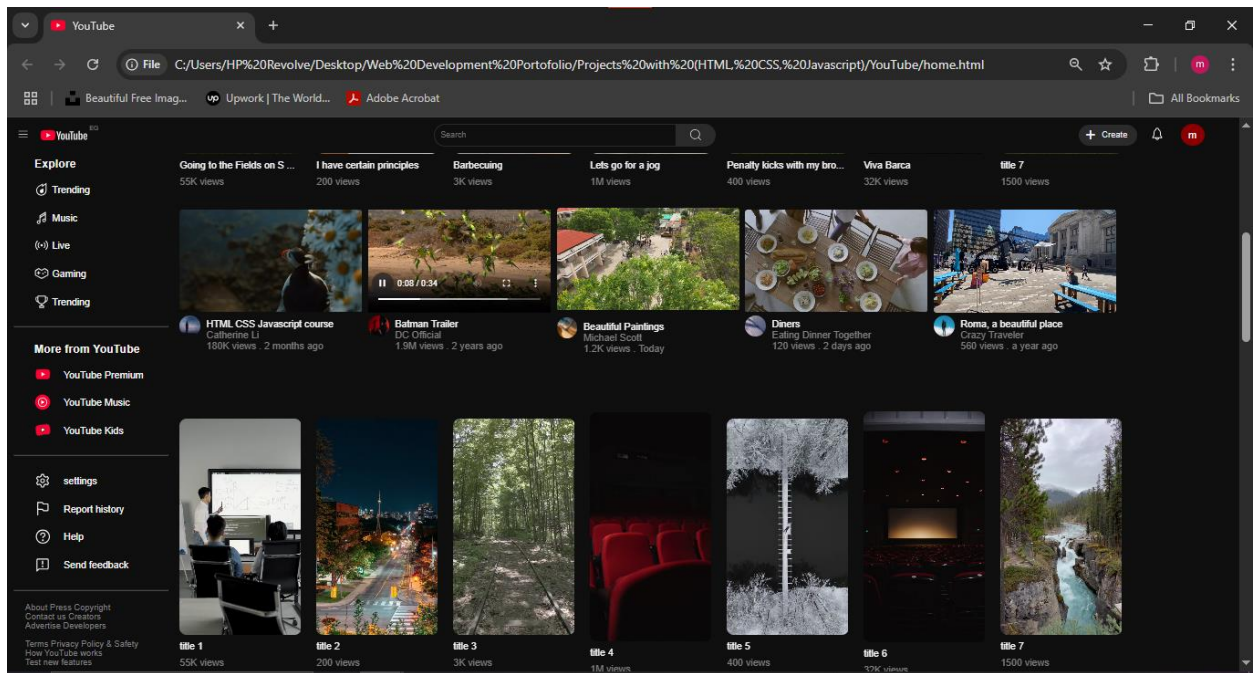 YouTube
File C:/Users/HP%20Revolve/Desktop/Web%20Development%20Portofolio/Projects%20with%20(HTML,%20CSS,%20Javascript)/YouTube/home.html m
Beautiful Free Imag... up Upwork | The World... Adobe Acrobat All Bookmarks
YouTube EG Search Create m
Explore
Trending
Music
Live
Gaming
Trending
More from YouTube
YouTube Premium
YouTube Music
YouTube Kids
settings
Report history
Help
Send feedback
About Press Copyright
Contact us Creators
Advertise Developers
Terms Privacy Policy & Safety
How YouTube works
Test new features
Going to the Fields on S ...
55K views
I have certain principles
200 views
Barbecuing
3K views
Lets go for a jog
1M views
Penalty kicks with my bro...
400 views
Viva Barca
32K views
title 7
1500 views
HTML CSS Javascript course
Catherine Li
180K views . 2 months ago
0:08 / 0:34
Batman Trailer
DC Official
1.9M views . 2 years ago
Beautiful Paintings
Michael Scott
1.2K views . Today
Diners
Eating Dinner Together
120 views . 2 days ago
Roma, a beautiful place
Crazy Traveler
560 views . a year ago
title 1
55K views
title 2
200 views
title 3
3K views
title 4
1M views
title 5
400 views
title 6
32K views
title 7
1500 views